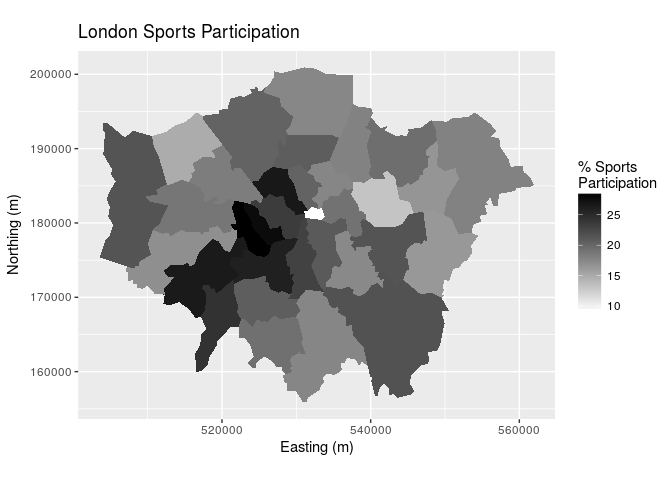 London Sports Participation
200000
190000
180000
170000
160000
Northing (m)
520000
540000
560000
Easting (m)
% Sports
Participation
25
20
15
10